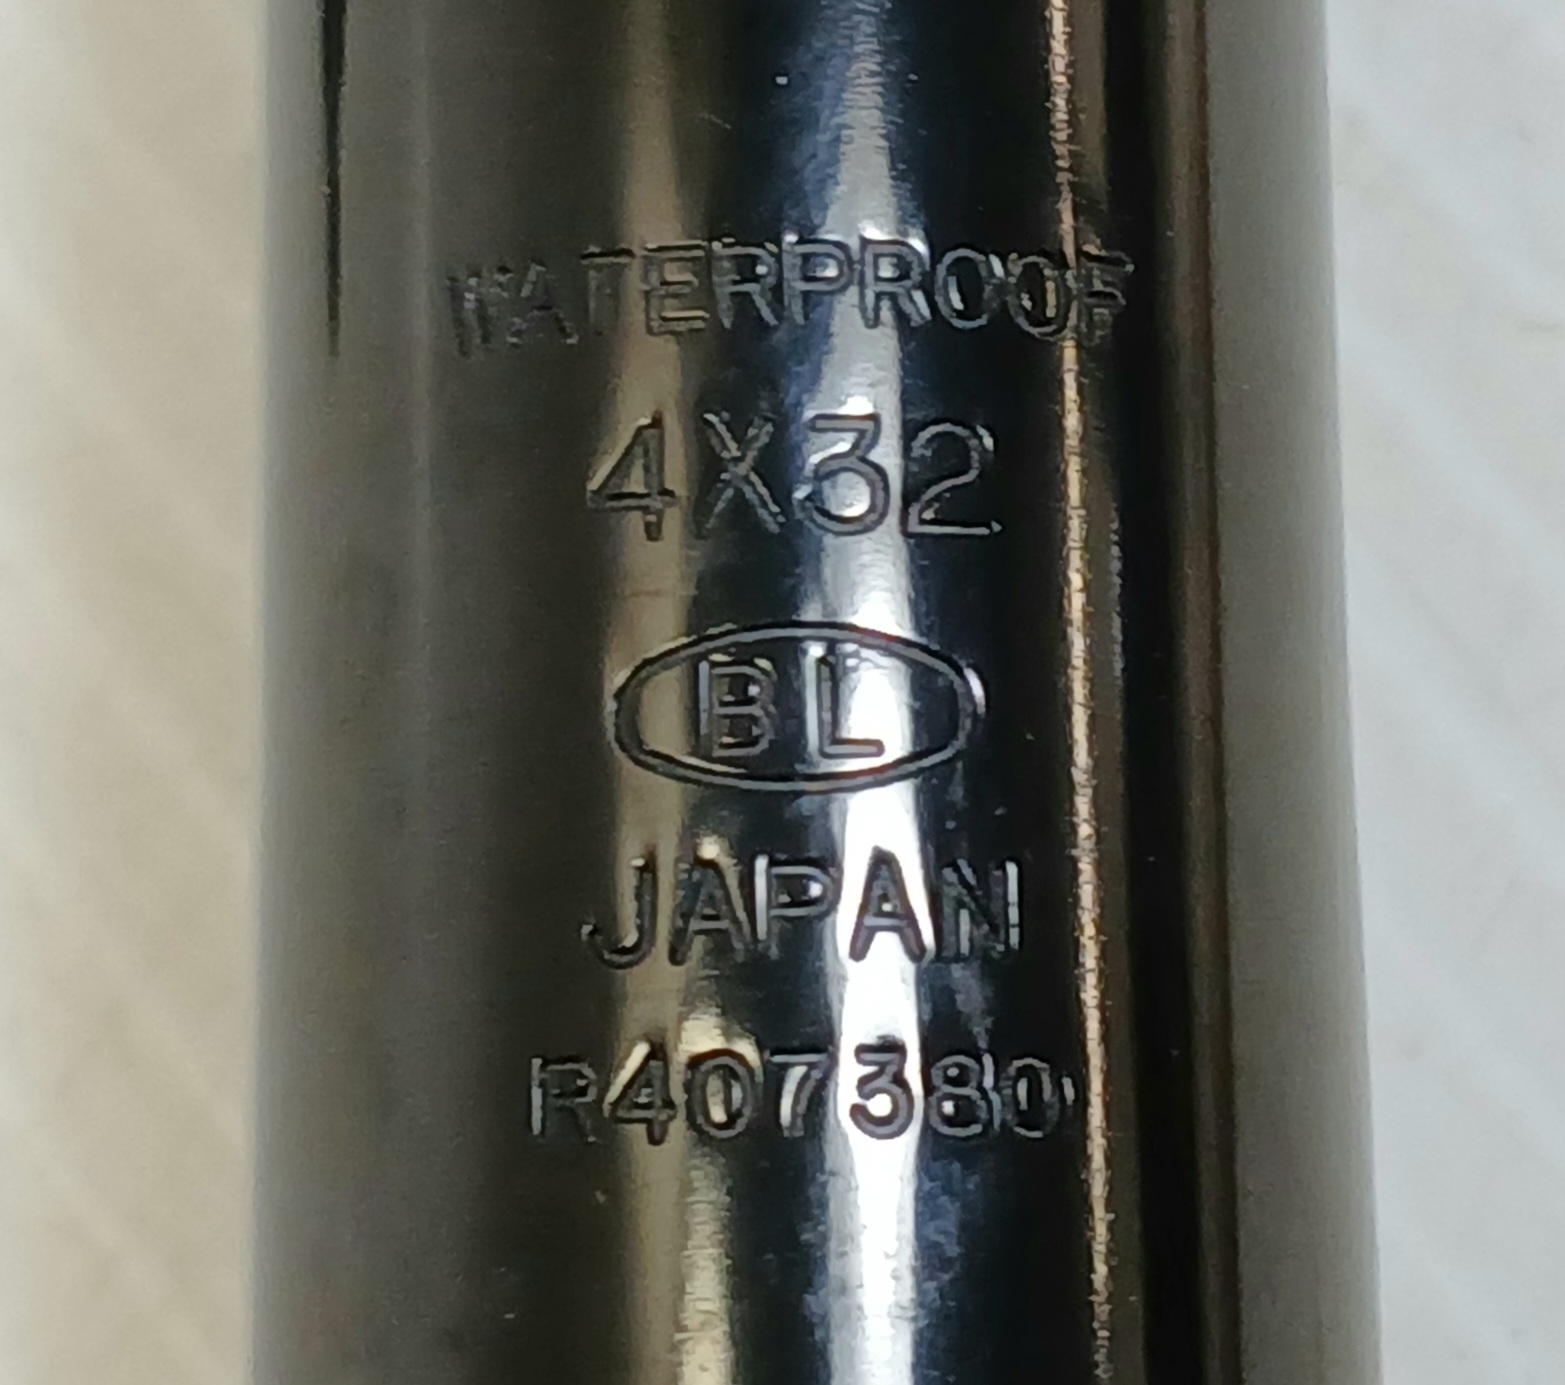 WATERPROOF
4X32
BL
JAPAN
R407380